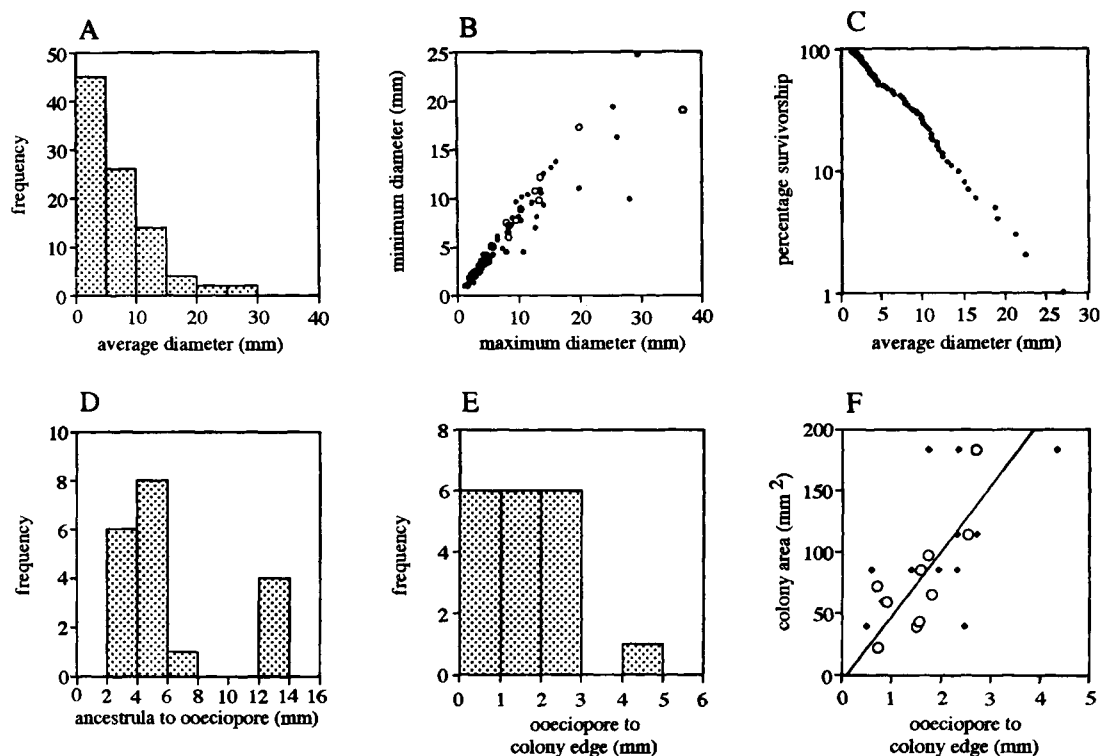 A
50
40
30
20
10
0
frequency
0 10 20 30 40
average diameter (mm)
B
25
20
15
10
5
0
minimum diameter (mm)
0 10 20 30 40
maximum diameter (mm)
C
100
10
1
percentage survivorship
0 5 10 15 20 25 30
average diameter (mm)
D
10
8
6
4
2
0
frequency
0 2 4 6 8 10 12 14 16
ancestrula to ooeciopore (mm)
E
8
6
4
2
0
frequency
0 1 2 3 4 5 6
ooeciopore to
colony edge (mm)
F
200
150
100
50
0
colony area (mm²)
0 1 2 3 4 5
ooeciopore to
colony edge (mm)